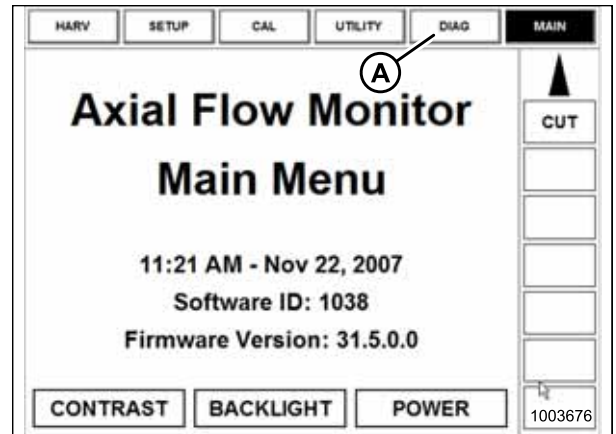 HARV SETUP CAL UTILITY DIAG MAIN
A
CUT
Axial Flow Monitor
Main Menu
11:21 AM - Nov 22, 2007
Software ID: 1038
Firmware Version: 31.5.0.0
CONTRAST BACKLIGHT POWER
1003676